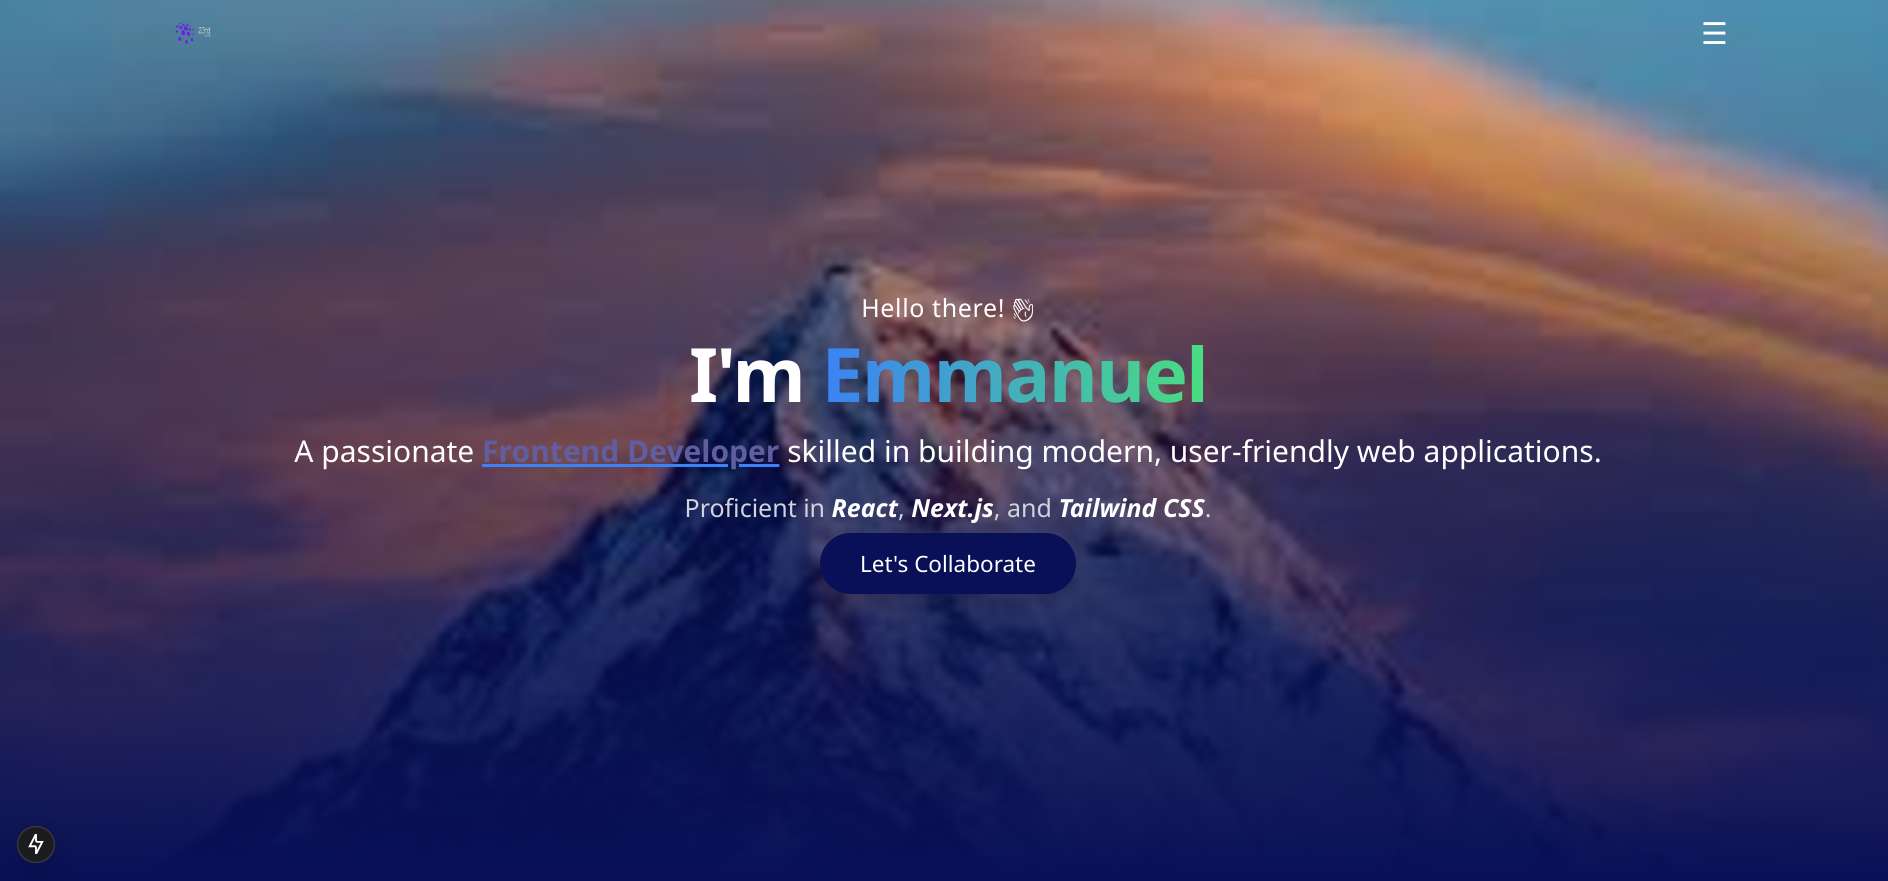 Hello there! 👋
I'm Emmanuel
A passionate Frontend Developer skilled in building modern, user-friendly web applications.
Proficient in React, Next.js, and Tailwind CSS.
Let's Collaborate